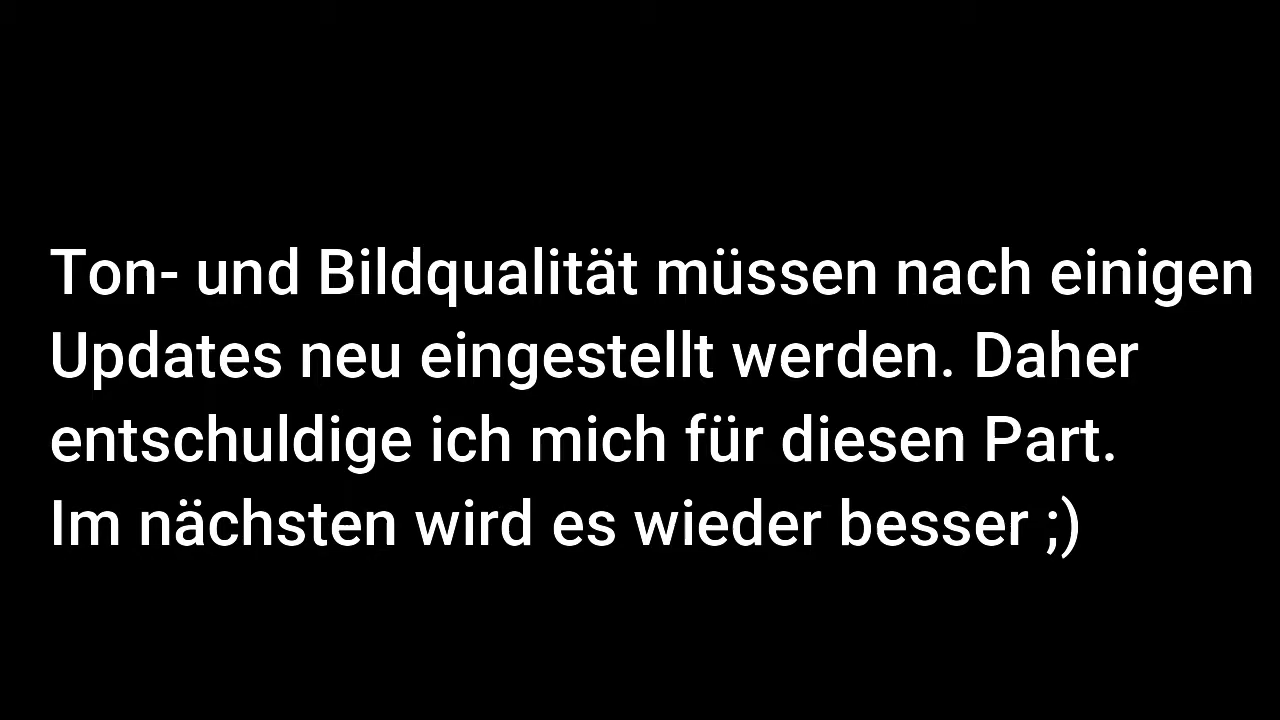 Ton- und Bildqualität müssen nach einigen
Updates neu eingestellt werden. Daher
entschuldige ich mich für diesen Part.
Im nächsten wird es wieder besser ;)